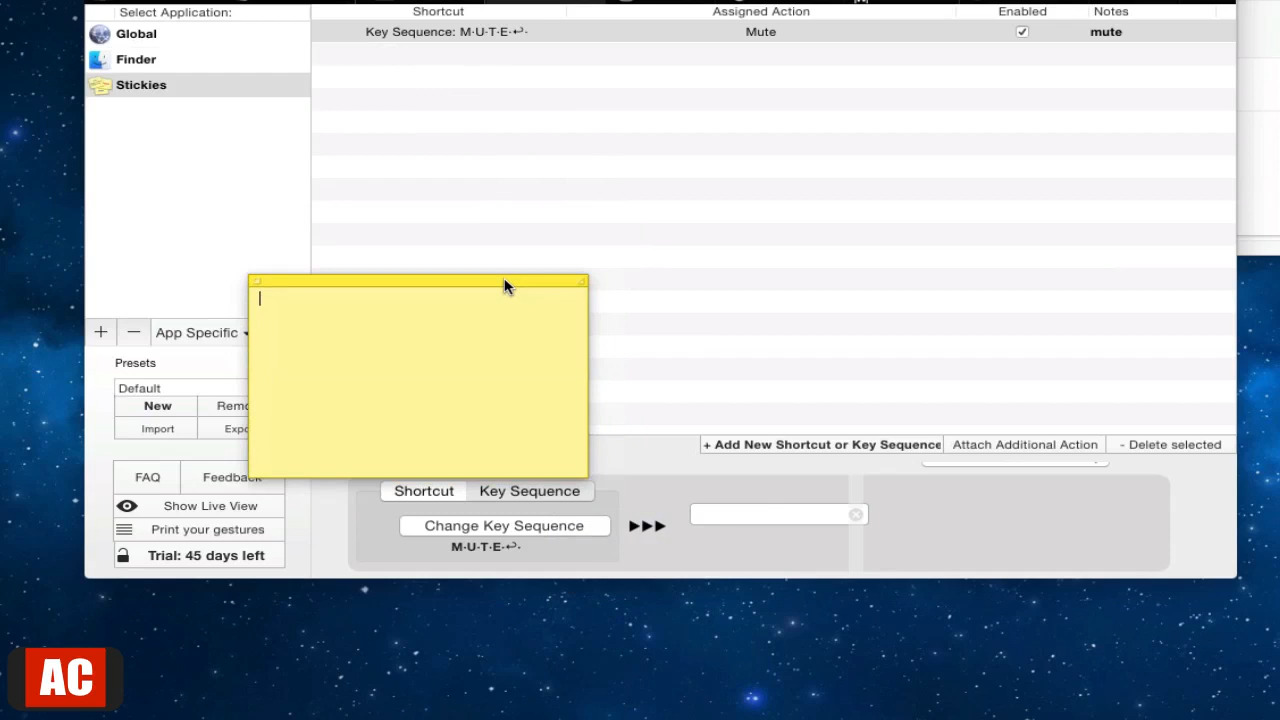 Select Application:
Shortcut
Assigned Action
Enabled
Notes
Global
Finder
Stickies
Key Sequence: M·U·T·E·↩·
Mute
mute
App Specific
Presets
Default
New
Import
FAQ
Feedback
Show Live View
Print your gestures
Trial: 45 days left
+ Add New Shortcut or Key Sequence
Attach Additional Action
- Delete selected
Shortcut
Key Sequence
Change Key Sequence
M·U·T·E·↩·
AC